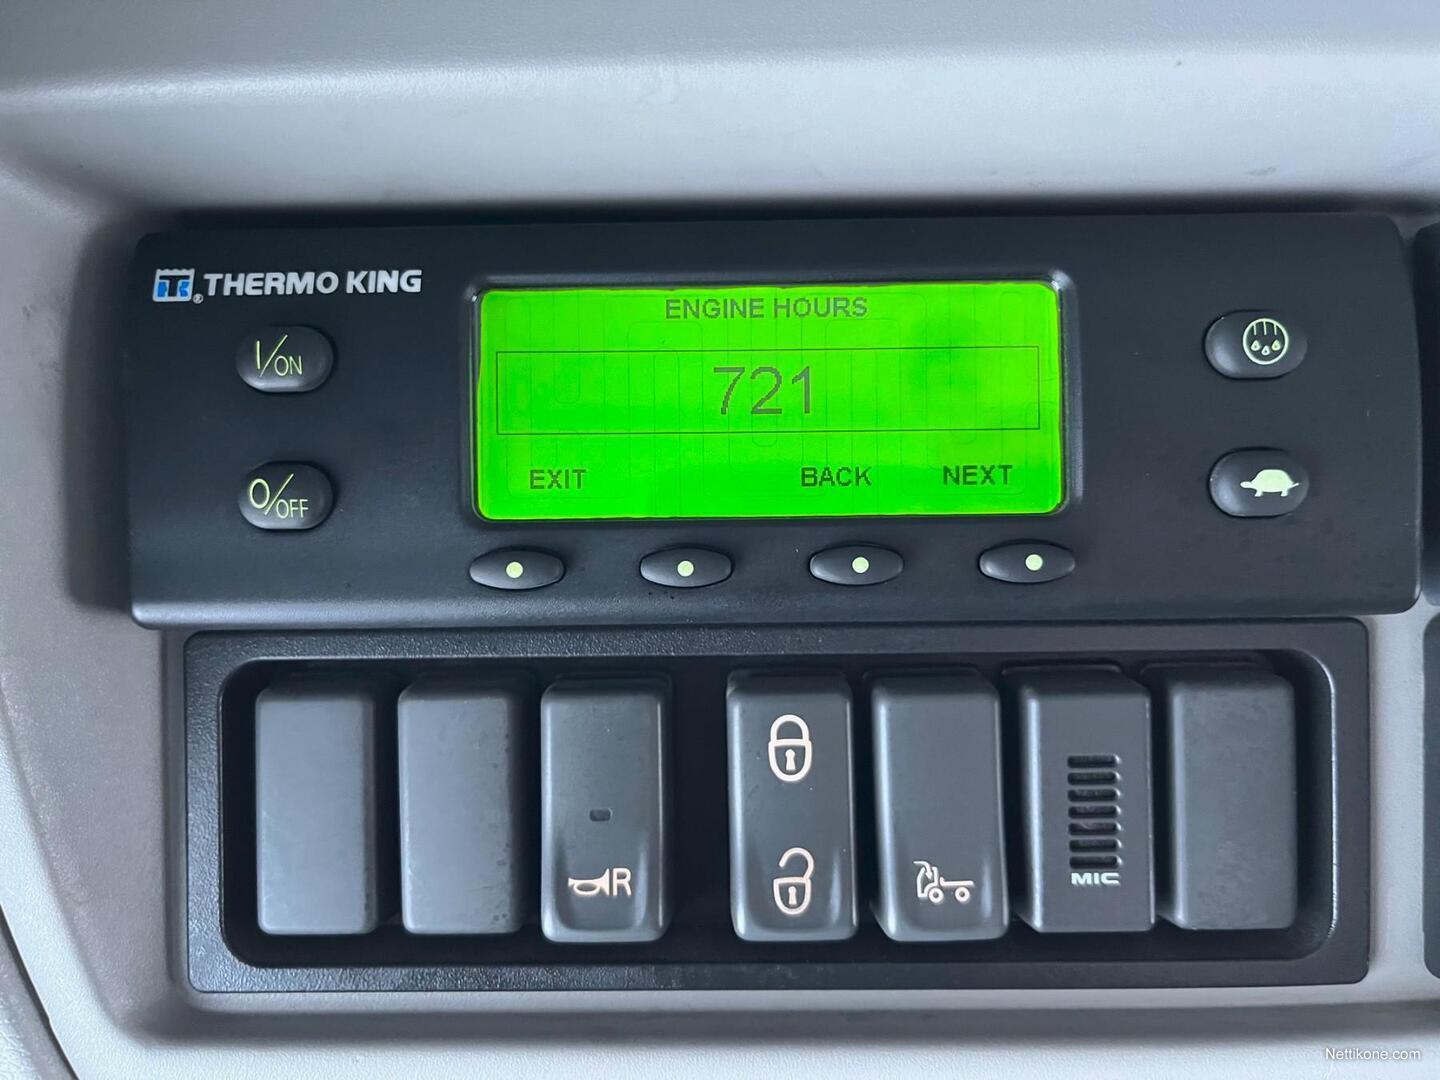 THERMO KING
ENGINE HOURS
I/ON
721
O/OFF
EXIT BACK NEXT
R
MIC
Nettikone.com